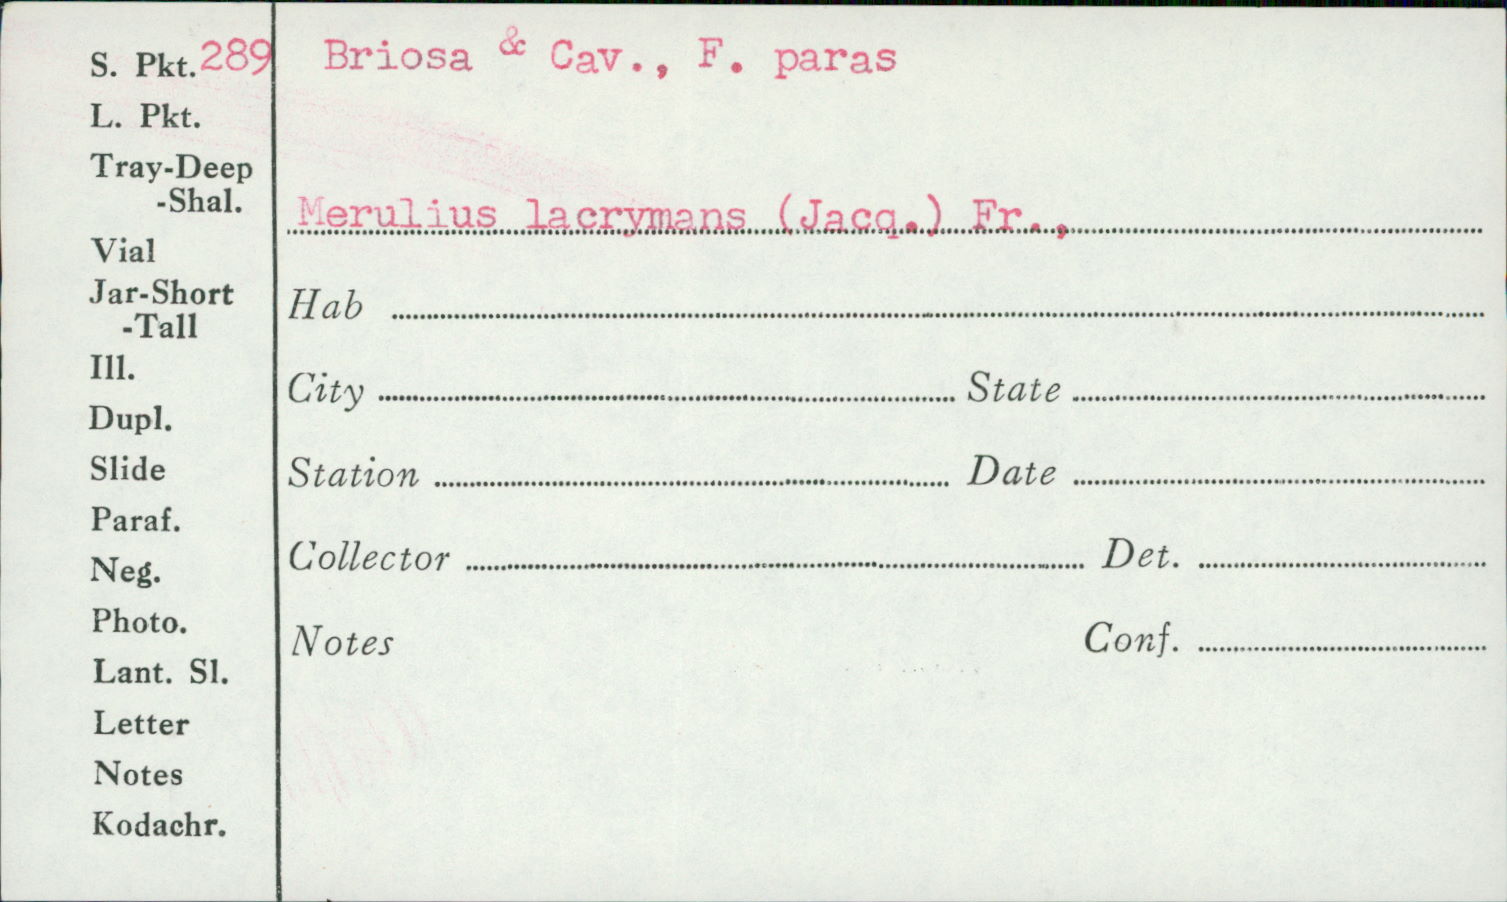 S. Pkt. 289
L. Pkt.
Tray-Deep
-Shal.
Vial
Jar-Short
-Tall
Ill.
Dupl.
Slide
Paraf.
Neg.
Photo.
Lant. Sl.
Letter
Notes
Kodachr.
Briosa & Cav., F. paras
Merulius lacrymans (Jacq.) Fr.,
Hab
City State
Station Date
Collector Det.
Notes Conf.